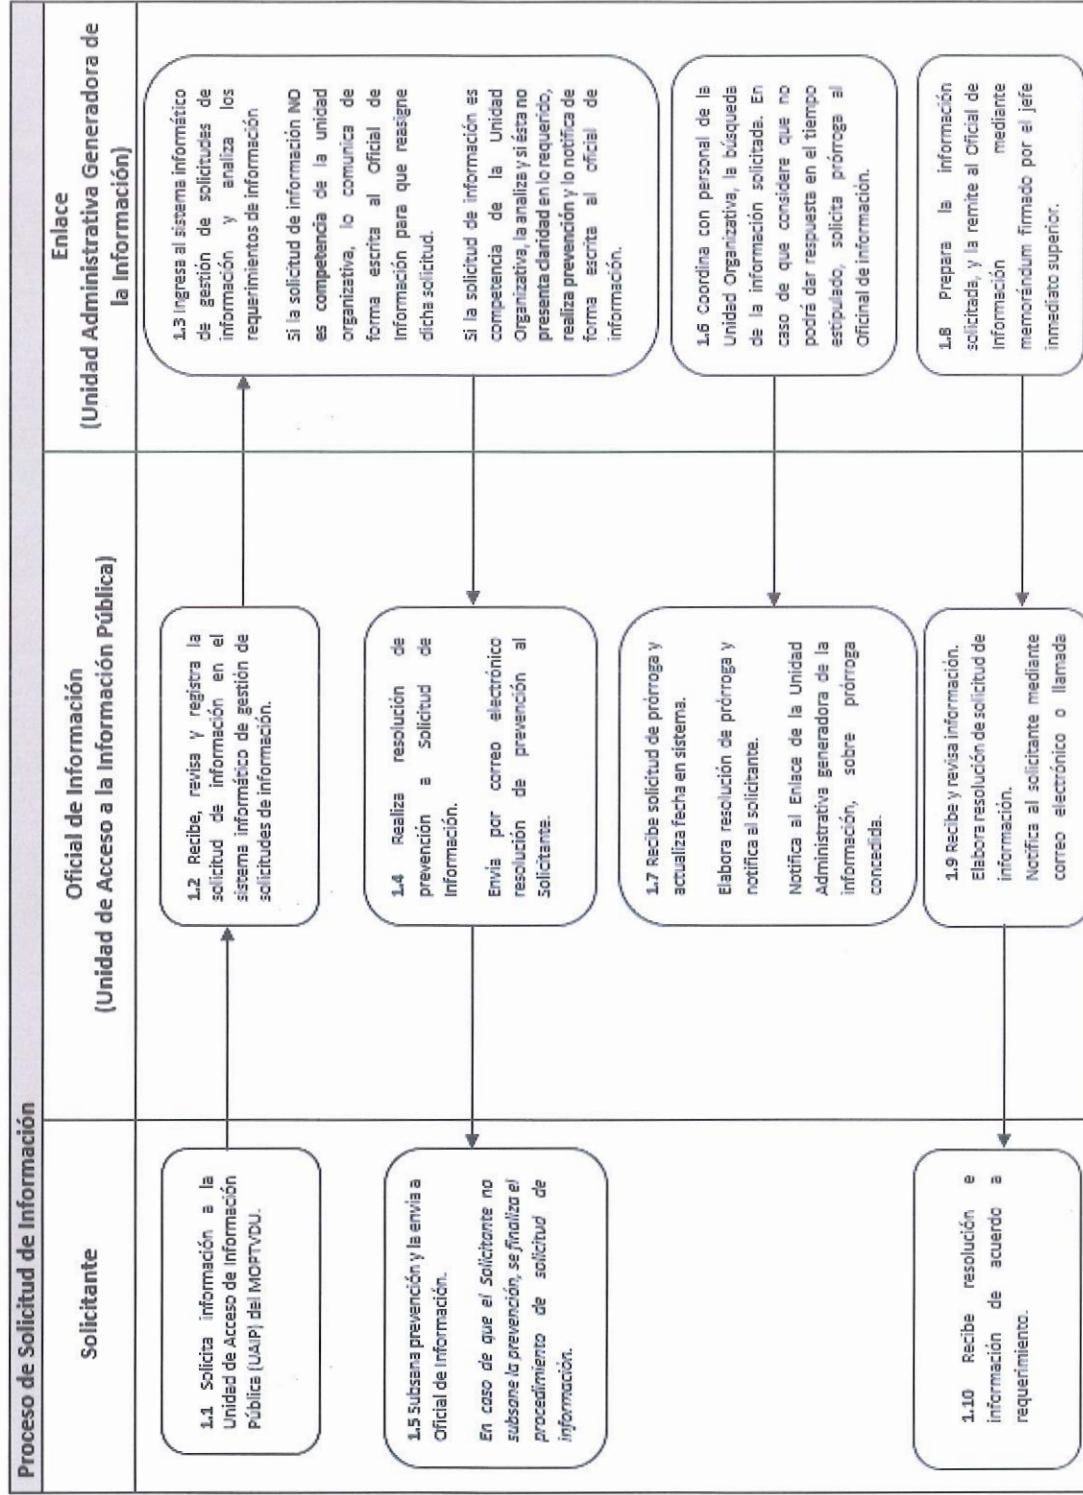 Proceso de Solicitud de Información
Solicitante
Oficial de Información
(Unidad de Acceso a la Información Pública)
Enlace
(Unidad Administrativa Generadora de
la Información)
1.1 Solicita información a la
Unidad de Acceso de Información
Pública (UAIP) del MOPTVDU.
1.2 Recibe, revisa y registra la
solicitud de información en el
sistema informático de gestión de
solicitudes de información.
1.3 Ingresa al sistema informático
de gestión de solicitudes de
información y analiza los
requerimientos de información
Si la solicitud de información NO
es competencia de la unidad
organizativa, lo comunica de
forma escrita al Oficial de
Información para que reasigne
dicha solicitud.
Si la solicitud de información es
competencia de la Unidad
Organizativa, la analiza y si ésta no
presenta claridad en lo requerido,
realiza prevención y lo notifica de
forma escrita al oficial de
información.
1.4 Realiza resolución de
prevención a Solicitud de
Información.
Envía por correo electrónico
resolución de prevención al
Solicitante.
1.5 Subsana prevención y la envía a
Oficial de Información.
En caso de que el Solicitante no
subsane la prevención, se finaliza el
procedimiento de solicitud de
información.
1.6 Coordina con personal de la
Unidad Organizativa, la búsqueda
de la información solicitada. En
caso de que considere que no
podrá dar respuesta en el tiempo
estipulado, solicita prórroga al
Oficinal de información.
1.7 Recibe solicitud de prórroga y
actualiza fecha en sistema.
Elabora resolución de prórroga y
notifica al solicitante.
Notifica al Enlace de la Unidad
Administrativa generadora de la
información, sobre prórroga
concedida.
1.8 Prepara la información
solicitada, y la remite al Oficial de
Información mediante
memorándum firmado por el jefe
inmediato superior.
1.9 Recibe y revisa información.
Elabora resolución de solicitud de
información.
Notifica al solicitante mediante
correo electrónico o llamada
1.10 Recibe resolución e
información de acuerdo a
requerimiento.